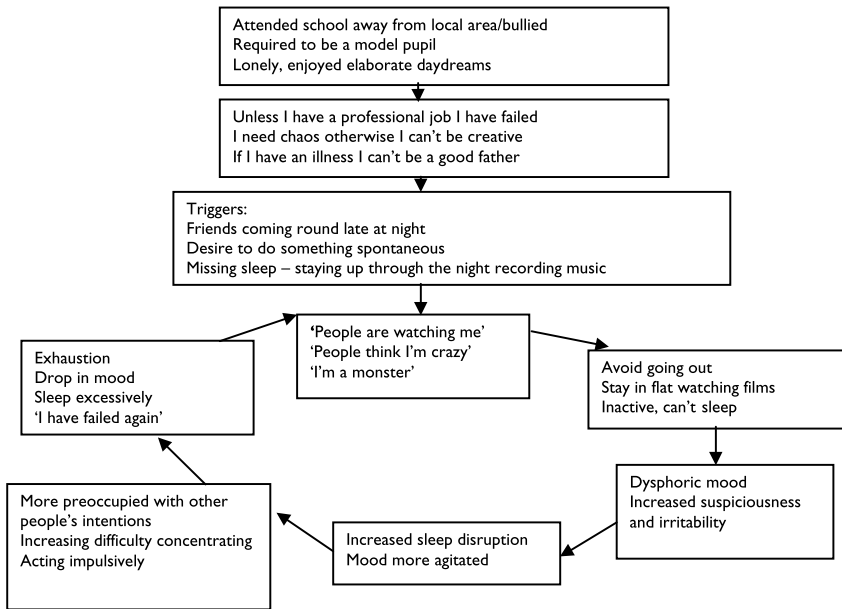 Attended school away from local area/bullied
Required to be a model pupil
Lonely, enjoyed elaborate daydreams
Unless I have a professional job I have failed
I need chaos otherwise I can’t be creative
If I have an illness I can’t be a good father
Triggers:
Friends coming round late at night
Desire to do something spontaneous
Missing sleep – staying up through the night recording music
‘People are watching me’
‘People think I’m crazy’
‘I’m a monster’
Avoid going out
Stay in flat watching films
Inactive, can’t sleep
Dysphoric mood
Increased suspiciousness
and irritability
Increased sleep disruption
Mood more agitated
More preoccupied with other
people’s intentions
Increasing difficulty concentrating
Acting impulsively
Exhaustion
Drop in mood
Sleep excessively
‘I have failed again’